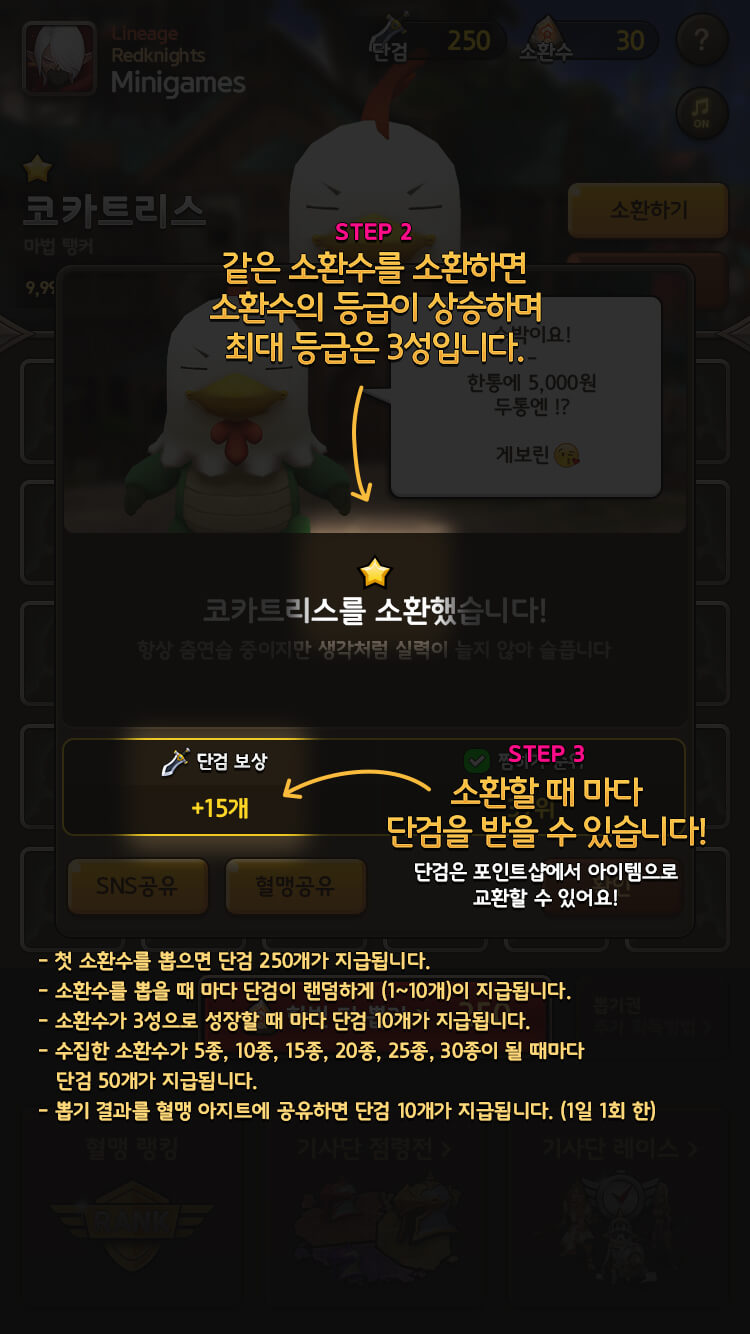 Lineage
Redknights
Minigames
단검
250
소환수
30
?
ON
코카트리스
마법 탱커
소환하기
9,99
STEP 2
같은 소환수를 소환하면
소환수의 등급이 상승하며
최대 등급은 3성입니다.
한통에 5,000원
두통엔 !?
게보린
코카트리스를 소환했습니다!
항상 춤연습 중이지만 생각처럼 실력이 늘지 않아 슬픕니다
단검 보상
+15개
STEP 3
소환할 때 마다
단검을 받을 수 있습니다!
단검은 포인트샵에서 아이템으로
교환할 수 있어요!
SNS공유
혈맹공유
확인
- 첫 소환수를 뽑으면 단검 250개가 지급됩니다.
- 소환수를 뽑을 때 마다 단검이 랜덤하게 (1~10개)이 지급됩니다.
- 소환수가 3성으로 성장할 때 마다 단검 10개가 지급됩니다.
- 수집한 소환수가 5종, 10종, 15종, 20종, 25종, 30종이 될 때마다
단검 50개가 지급됩니다.
- 뽑기 결과를 혈맹 아지트에 공유하면 단검 10개가 지급됩니다. (1일 1회 한)
혈맹 랭킹
기사단 점령전 >
기사단 레이스 >
RANK